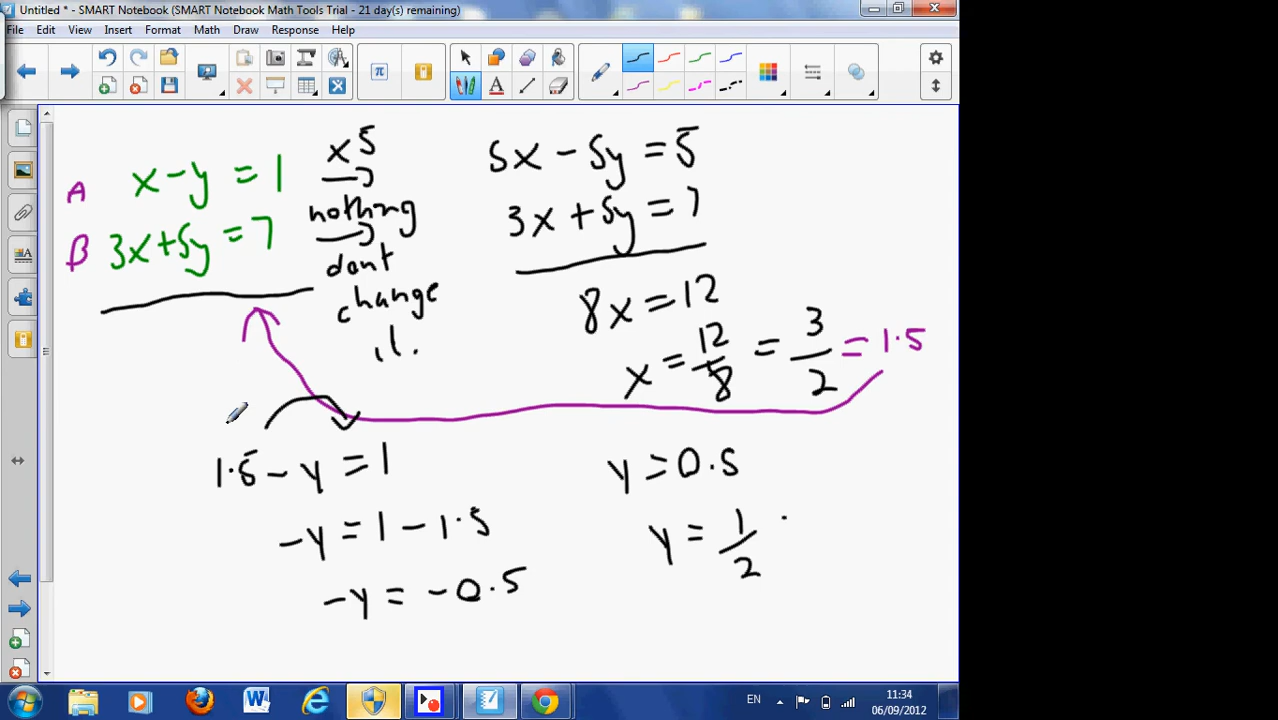 Untitled * - SMART Notebook (SMART Notebook Math Tools Trial - 21 day(s) remaining)
File Edit View Insert Format Math Draw Response Help
A x-y = 1
B 3x+5y = 7
x5
nothing
dont
change
it.
5x - 5y = 5
3x + 5y = 7
8x = 12
x = 12/8 = 3/2 = 1.5
1.5 - y = 1
-y = 1 - 1.5
-y = -0.5
y = 0.5
y = 1/2
EN
11:34
06/09/2012